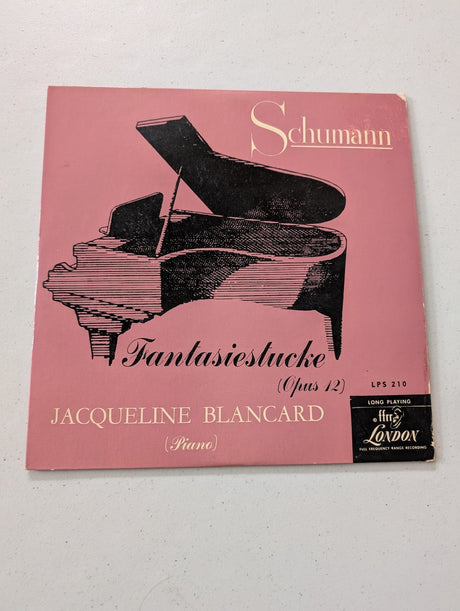 Schumann
Fantasiestucke
(Opus 12)
LPS 210
JACQUELINE BLANCARD
(Piano)
LONG PLAYING
ffrr
LONDON
FULL FREQUENCY RANGE RECORDING